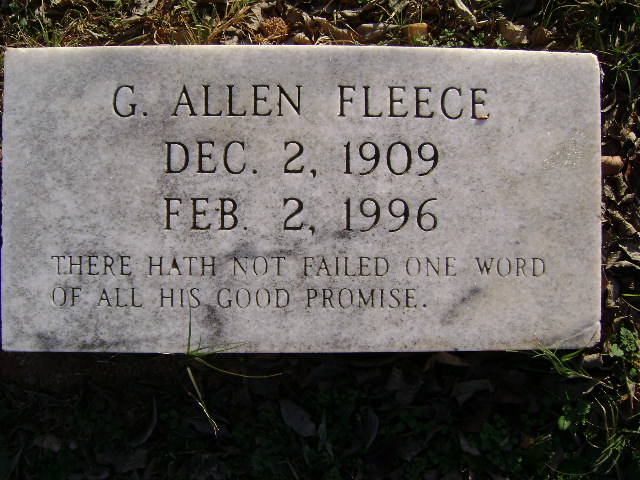 G. ALLEN FLEECE
DEC. 2, 1909
FEB. 2, 1996
THERE HATH NOT FAILED ONE WORD
OF ALL HIS GOOD PROMISE.